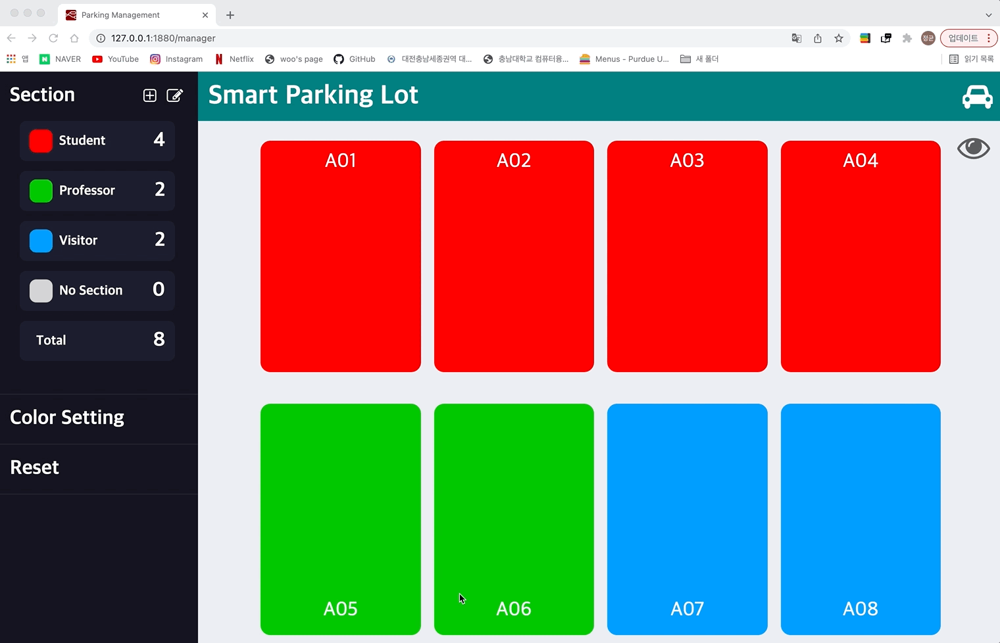 Parking Management
127.0.0.1:1880/manager
정균
업데이트
앱
NAVER
YouTube
Instagram
Netflix
woo's page
GitHub
대전충남세종권역 대...
충남대학교 컴퓨터융...
Menus - Purdue U...
새 폴더
읽기 목록
Section
Smart Parking Lot
Student 4
Professor 2
Visitor 2
No Section 0
Total 8
Color Setting
Reset
A01
A02
A03
A04
A05
A06
A07
A08